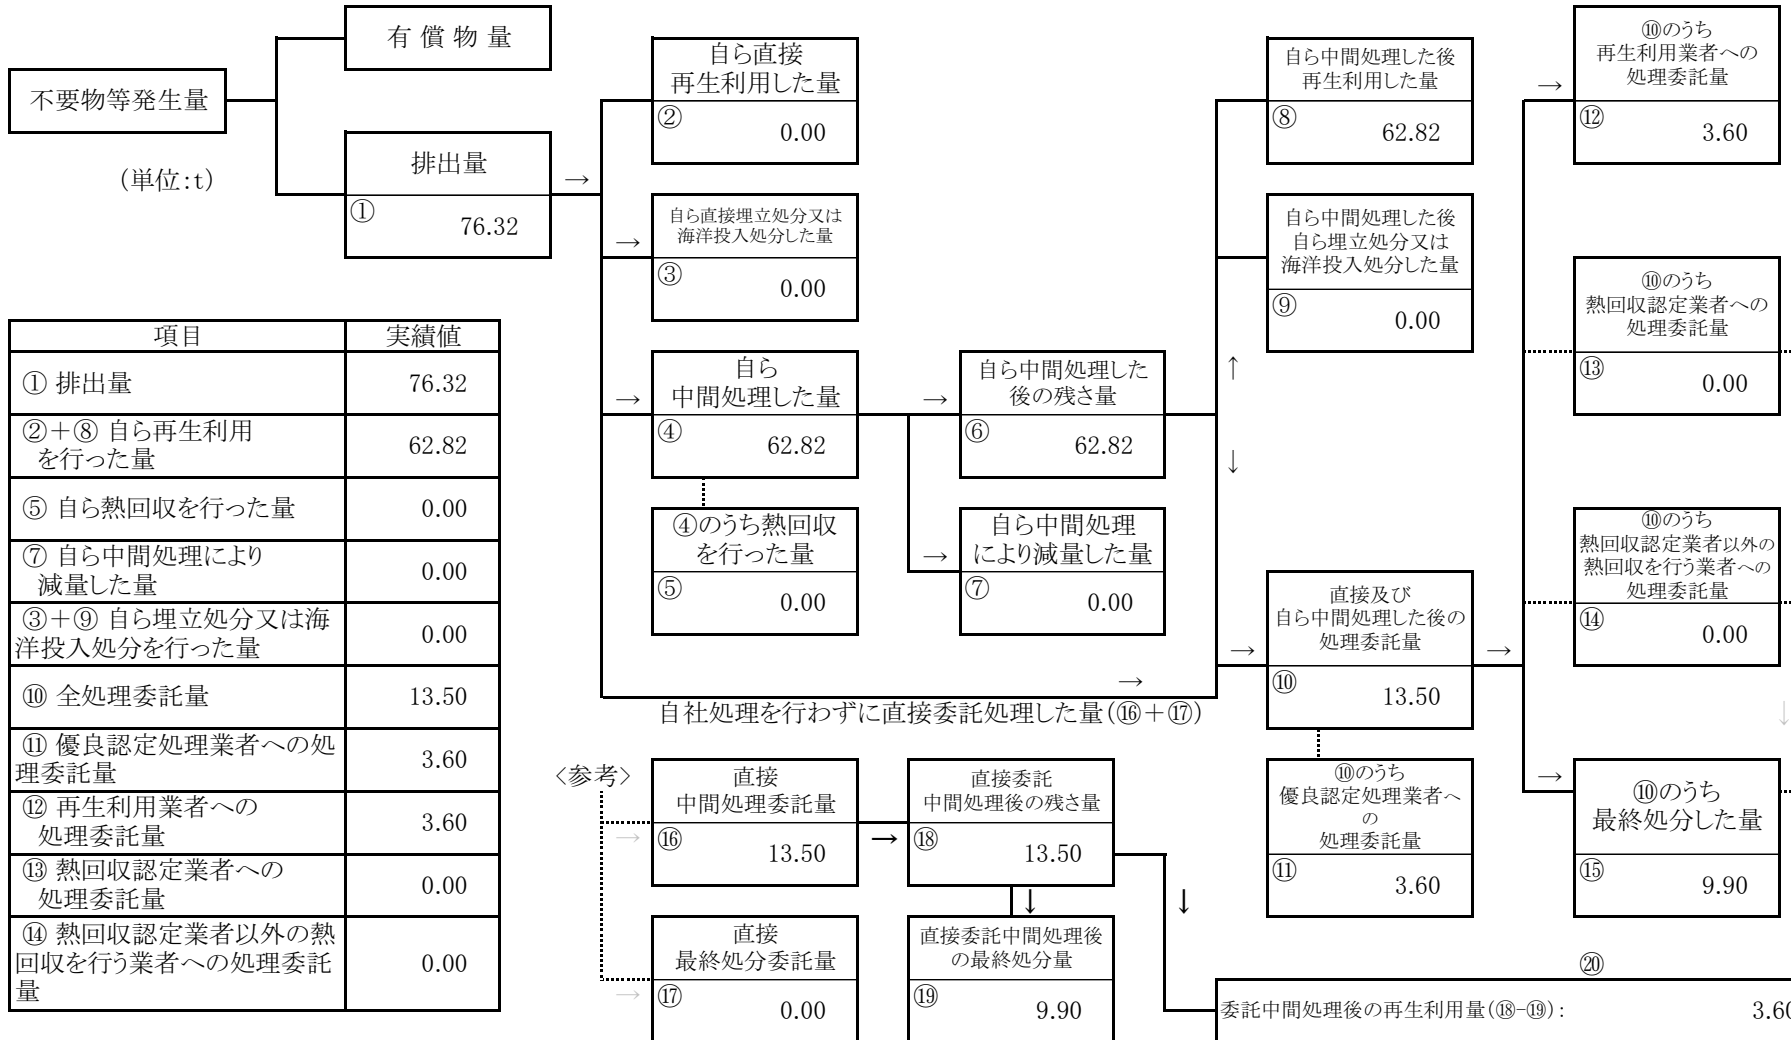 有 償 物 量
不要物等発生量
(単位:t)
排出量
①
76.32
→
自ら直接
再生利用した量
②
0.00
→
自ら直接埋立処分又は
海洋投入処分した量
③
0.00
→
自ら
中間処理した量
④
62.82
④のうち熱回収
を行った量
⑤
0.00
→
自ら中間処理した
後の残さ量
⑥
62.82
→
自ら中間処理
により減量した量
⑦
0.00
↑
↓
自ら中間処理した後
再生利用した量
⑧
62.82
自ら中間処理した後
自ら埋立処分又は
海洋投入処分した量
⑨
0.00
→
直接及び
自ら中間処理した後の
処理委託量
⑩
13.50
→
⑩のうち
優良認定処理業者へ
の
処理委託量
⑪
3.60
→
⑩のうち
再生利用業者への
処理委託量
⑫
3.60
⑩のうち
熱回収認定業者への
処理委託量
⑬
0.00
⑩のうち
熱回収認定業者以外の
熱回収を行う業者への
処理委託量
⑭
0.00
↓
→
⑩のうち
最終処分した量
⑮
9.90
→
自社処理を行わずに直接委託処理した量(⑯+⑰)
<参考>
→
直接
中間処理委託量
⑯
13.50
→
直接委託
中間処理後の残さ量
⑱
13.50
↓
↓
→
直接
最終処分委託量
⑰
0.00
直接委託中間処理後
の最終処分量
⑲
9.90
⑳
委託中間処理後の再生利用量(⑱-⑲): 3.60
項目 実績値
① 排出量 76.32
②+⑧ 自ら再生利用
を行った量 62.82
⑤ 自ら熱回収を行った量 0.00
⑦ 自ら中間処理により
減量した量 0.00
③+⑨ 自ら埋立処分又は海
洋投入処分を行った量 0.00
⑩ 全処理委託量 13.50
⑪ 優良認定処理業者への処
理委託量 3.60
⑫ 再生利用業者への
処理委託量 3.60
⑬ 熱回収認定業者への
処理委託量 0.00
⑭ 熱回収認定業者以外の熱
回収を行う業者への処理委託
量 0.00